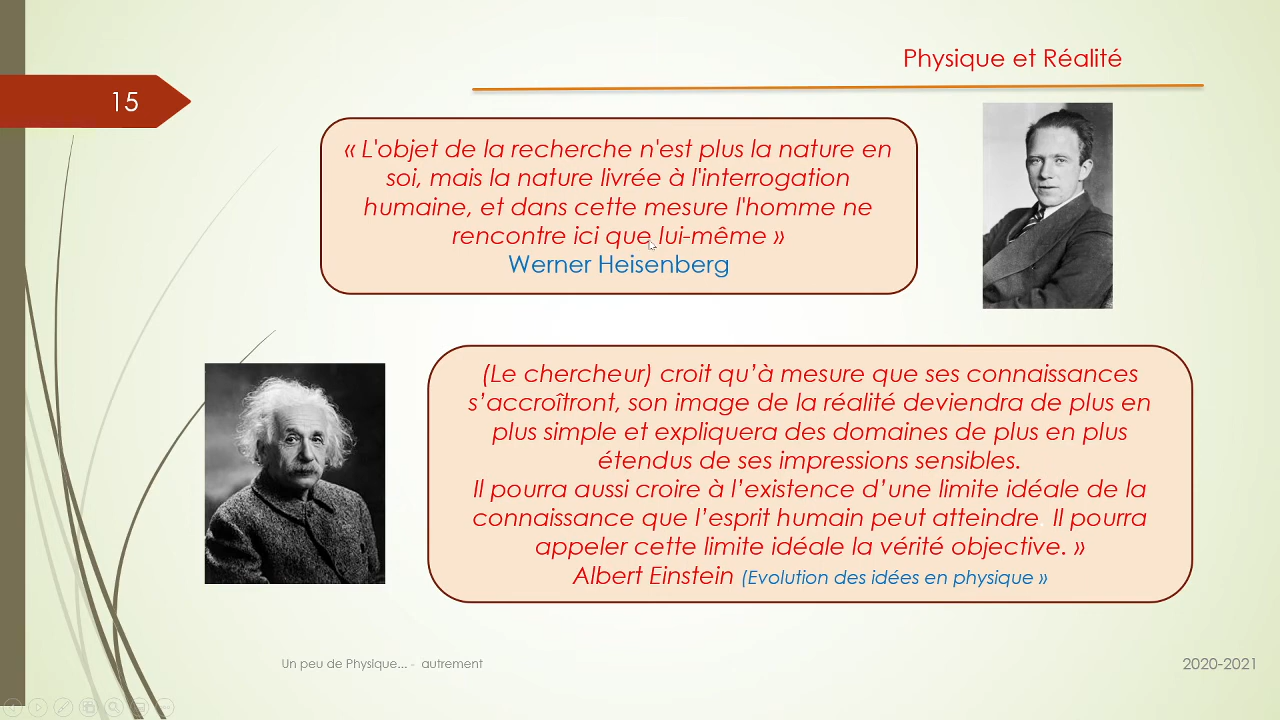 Physique et Réalité
15
« L'objet de la recherche n'est plus la nature en
soi, mais la nature livrée à l'interrogation
humaine, et dans cette mesure l'homme ne
rencontre ici que lui-même »
Werner Heisenberg
(Le chercheur) croit qu’à mesure que ses connaissances
s’accroîtront, son image de la réalité deviendra de plus en
plus simple et expliquera des domaines de plus en plus
étendus de ses impressions sensibles.
Il pourra aussi croire à l’existence d’une limite idéale de la
connaissance que l’esprit humain peut atteindre. Il pourra
appeler cette limite idéale la vérité objective. »
Albert Einstein (Evolution des idées en physique »
Un peu de Physique... - autrement
2020-2021